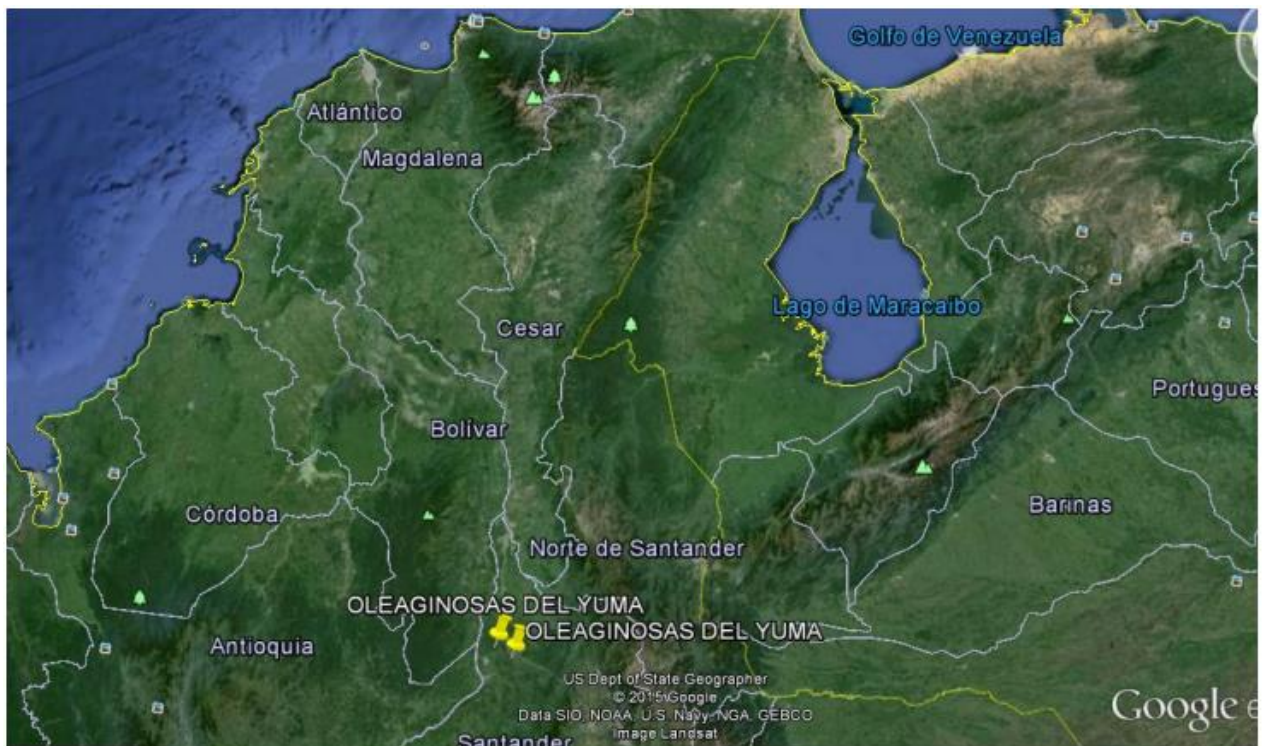 Golfo de Venezuela
Atlántico
Magdalena
Lago de Maracaibo
Cesar
Portugues
Bolívar
Barinas
Córdoba
Norte de Santander
OLEAGINOSAS DEL YUMA
OLEAGINOSAS DEL YUMA
Antioquia
US Dept of State Geographer
© 2015 Google
Data SIO, NOAA, U.S. Navy, NGA, GEBCO
Image Landsat
Google e
Santander